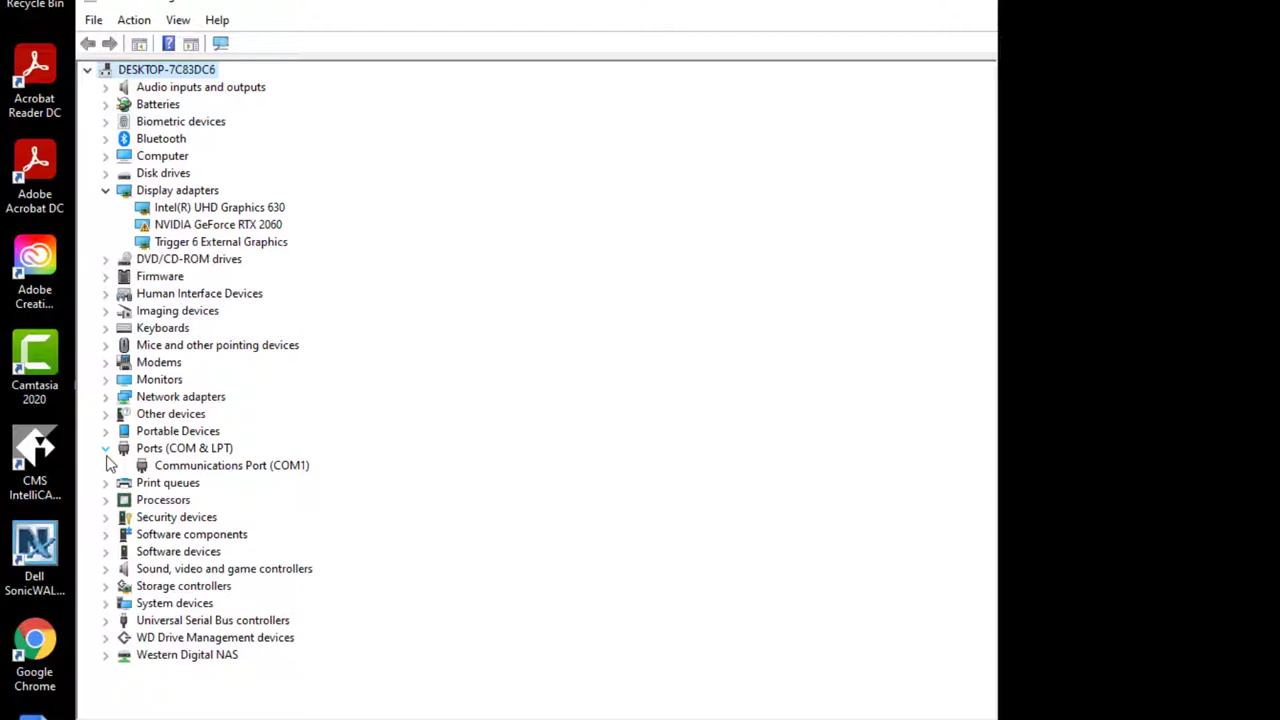 Recycle Bin
Acrobat
Reader DC
Adobe
Acrobat DC
Adobe
Creati...
Camtasia
2020
CMS
IntelliCA...
Dell
SonicWAL...
Google
Chrome
File Action View Help
DESKTOP-7C83DC6
Audio inputs and outputs
Batteries
Biometric devices
Bluetooth
Computer
Disk drives
Display adapters
Intel(R) UHD Graphics 630
NVIDIA GeForce RTX 2060
Trigger 6 External Graphics
DVD/CD-ROM drives
Firmware
Human Interface Devices
Imaging devices
Keyboards
Mice and other pointing devices
Modems
Monitors
Network adapters
Other devices
Portable Devices
Ports (COM & LPT)
Communications Port (COM1)
Print queues
Processors
Security devices
Software components
Software devices
Sound, video and game controllers
Storage controllers
System devices
Universal Serial Bus controllers
WD Drive Management devices
Western Digital NAS